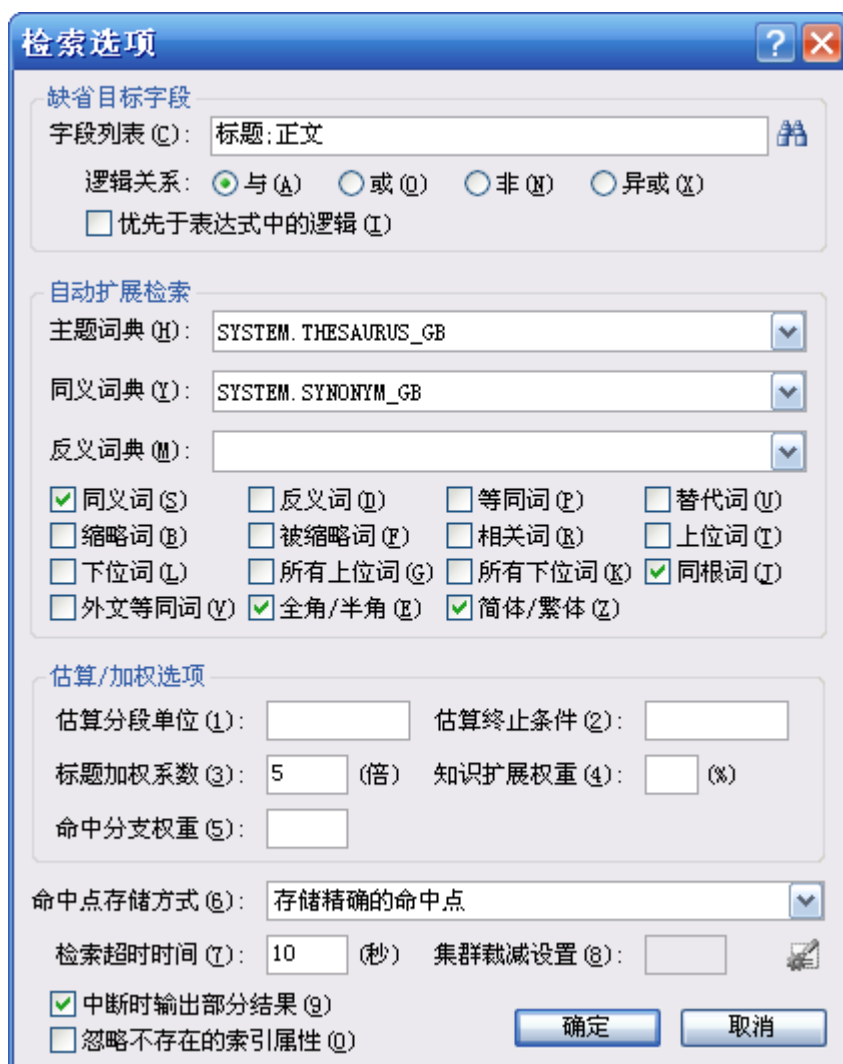 检索选项
缺省目标字段
字段列表(C): 标题;正文
逻辑关系: 与(A) 或(O) 非(N) 异或(X)
优先于表达式中的逻辑(I)
自动扩展检索
主题词典(H): SYSTEM.THESAURUS_GB
同义词典(Y): SYSTEM.SYNONYM_GB
反义词典(M):
同义词(S) 反义词(D) 等同词(P) 替代词(U)
缩略词(B) 被缩略词(F) 相关词(R) 上位词(T)
下位词(L) 所有上位词(G) 所有下位词(K) 同根词(J)
外文等同词(V) 全角/半角(E) 简体/繁体(Z)
估算/加权选项
估算分段单位(1): 估算终止条件(2):
标题加权系数(3): 5 (倍) 知识扩展权重(4): (%)
命中分支权重(5):
命中点存储方式(6): 存储精确的命中点
检索超时时间(7): 10 (秒) 集群裁减设置(8):
中断时输出部分结果(9)
忽略不存在的索引属性(0) 确定 取消